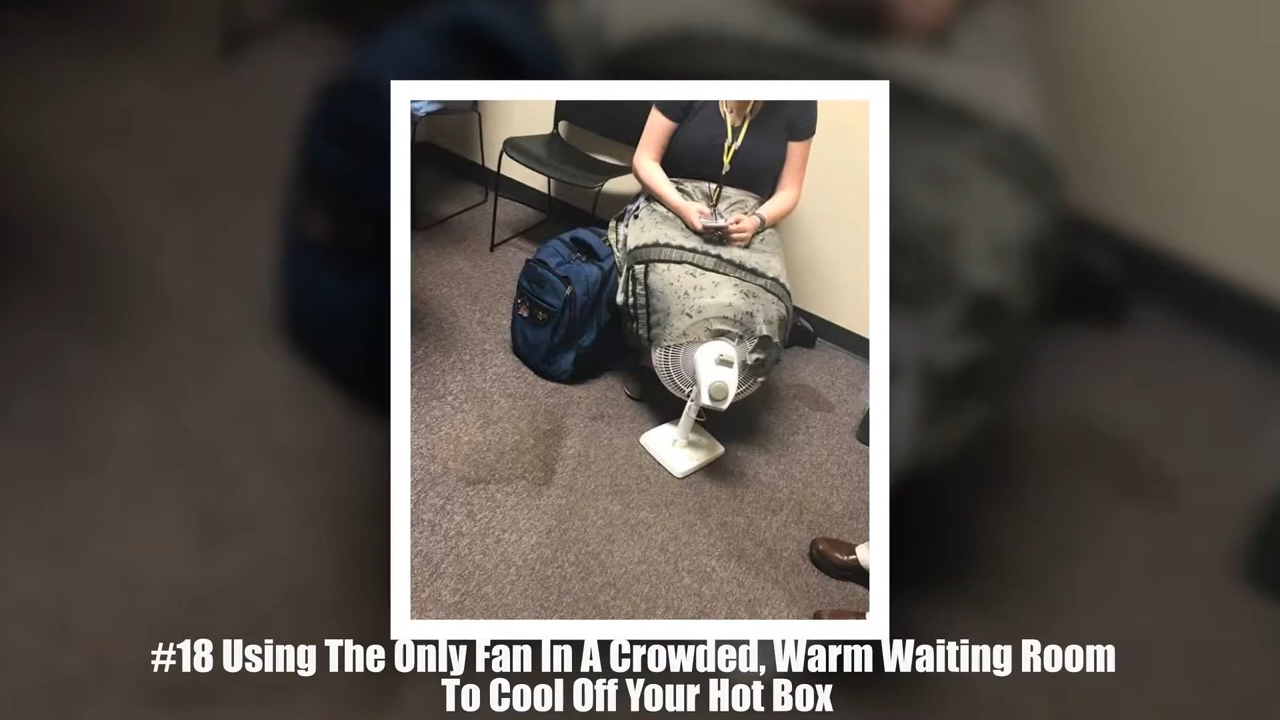 #18 Using The Only Fan In A Crowded, Warm Waiting Room
To Cool Off Your Hot Box